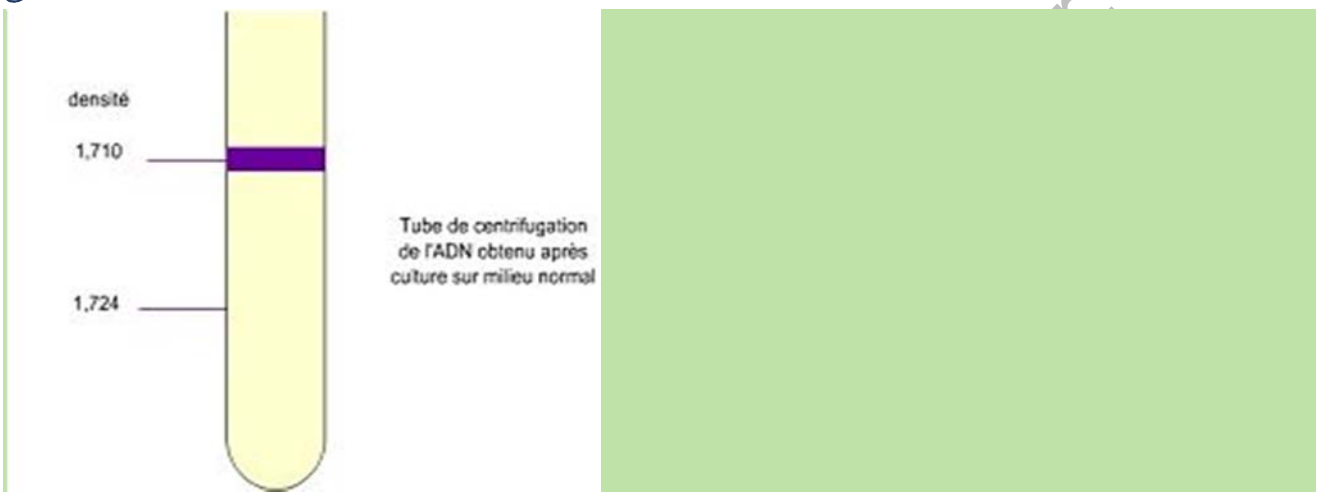 densité
1,710
Tube de centrifugation
de l'ADN obtenu après
culture sur milieu normal
1,724